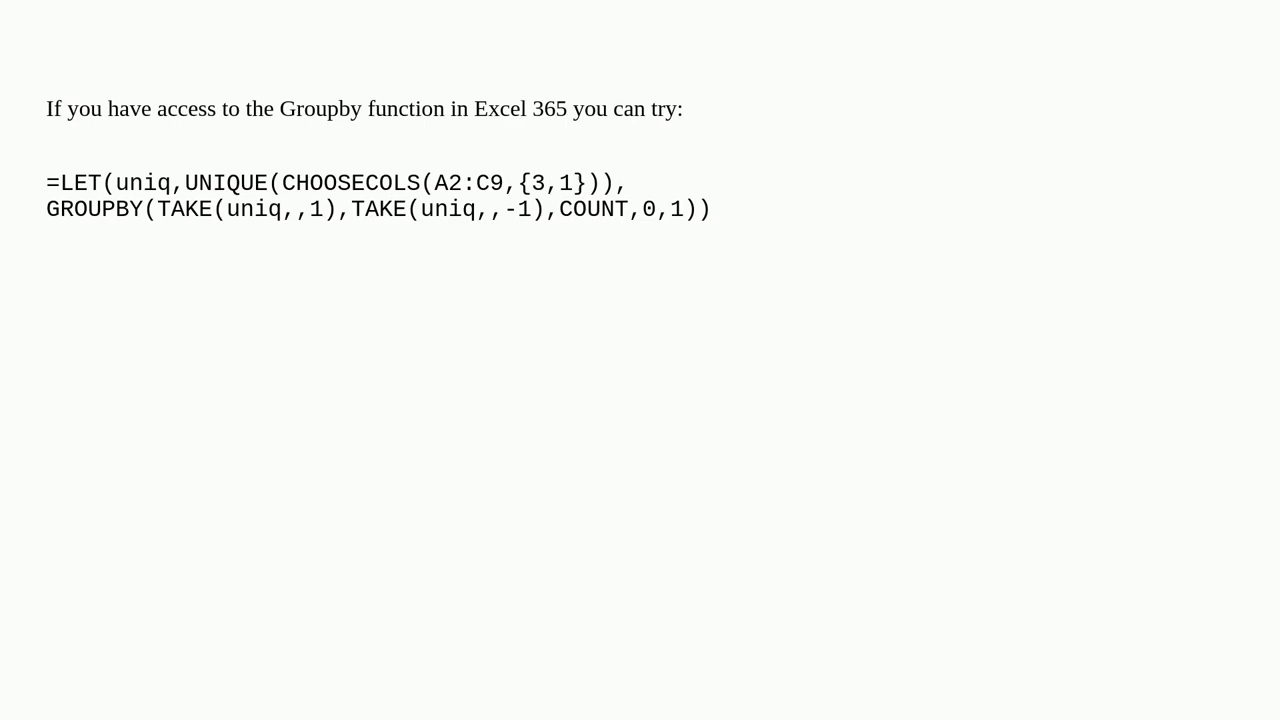 If you have access to the Groupby function in Excel 365 you can try:
=LET(uniq,UNIQUE(CHOOSECOLS(A2:C9,{3,1})),
GROUPBY(TAKE(uniq,,1),TAKE(uniq,,-1),COUNT,0,1))